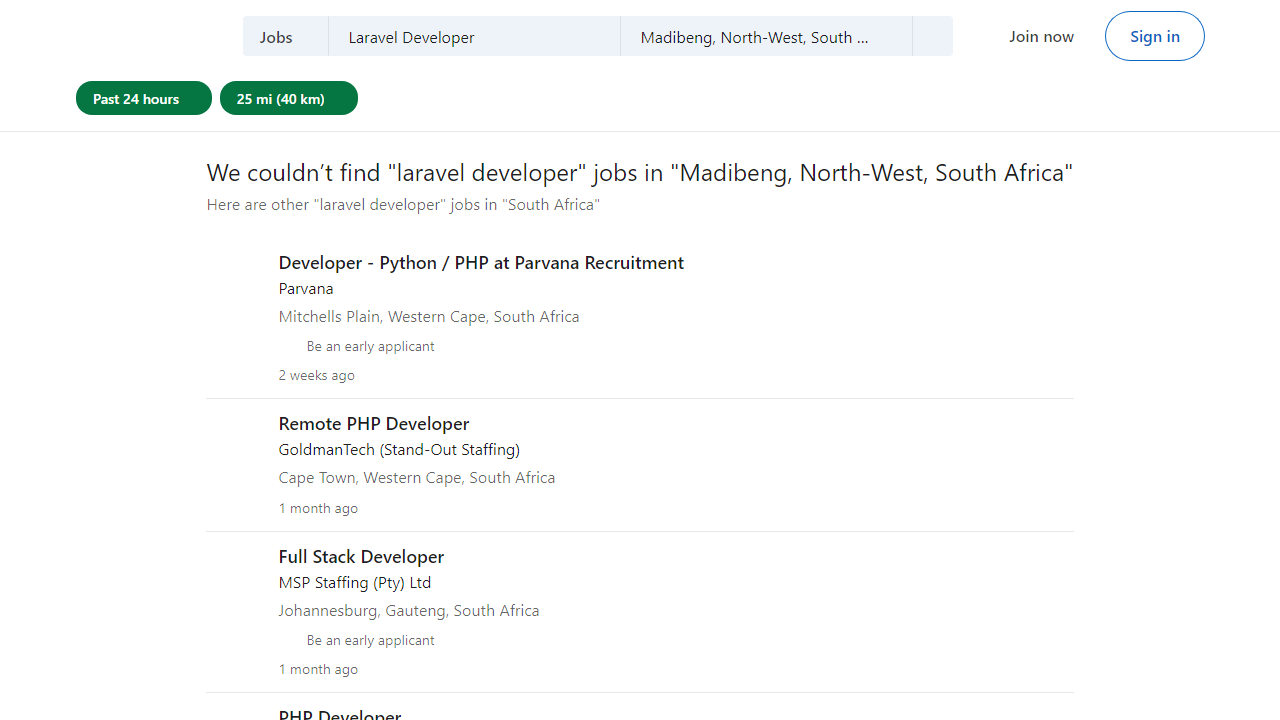 Jobs
Laravel Developer
Madibeng, North-West, South ...
Join now
Sign in
Past 24 hours
25 mi (40 km)
We couldn’t find "laravel developer" jobs in "Madibeng, North-West, South Africa"
Here are other "laravel developer" jobs in "South Africa"
Developer - Python / PHP at Parvana Recruitment
Parvana
Mitchells Plain, Western Cape, South Africa
Be an early applicant
2 weeks ago
Remote PHP Developer
GoldmanTech (Stand-Out Staffing)
Cape Town, Western Cape, South Africa
1 month ago
Full Stack Developer
MSP Staffing (Pty) Ltd
Johannesburg, Gauteng, South Africa
Be an early applicant
1 month ago
PHP Developer